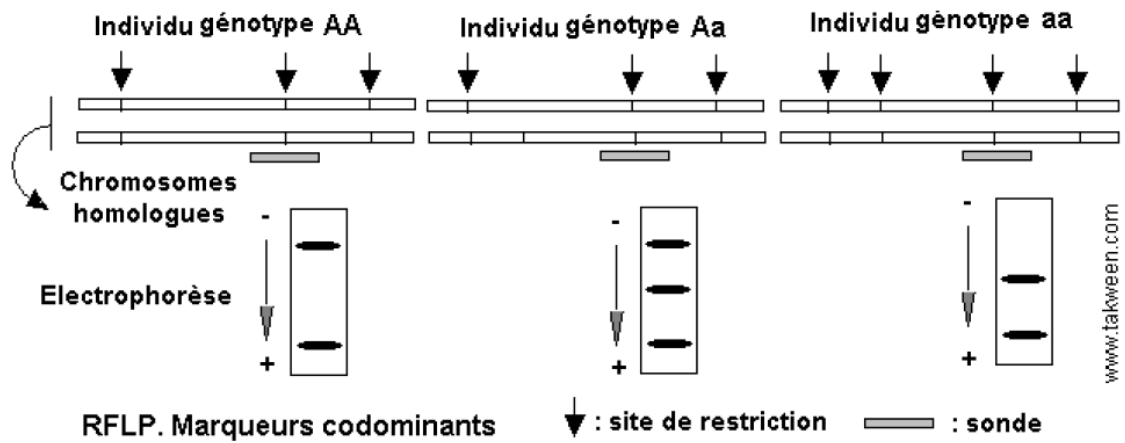 Individu génotype AA
Individu génotype Aa
Individu génotype aa
Chromosomes
homologues
Electrophorèse
-
+
-
+
-
+
www.takween.com
RFLP. Marqueurs codominants
: site de restriction
: sonde